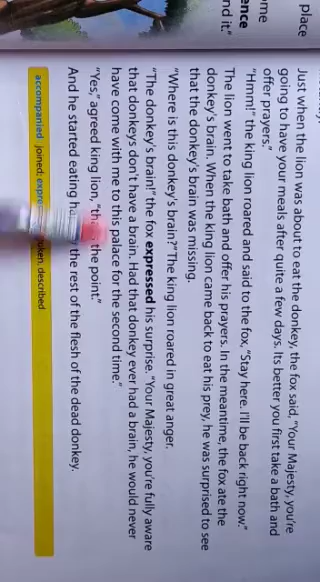 place
Just when the lion was about to eat the donkey, the fox said, "Your Majesty, you're
going to have your meals after quite a few days. Its better you first take a bath and
offer prayers."
"Hmm!" the king lion roared and said to the fox, "Stay here. I'll be back right now."
The lion went to take bath and offer his prayers. In the meantime, the fox ate the
donkey's brain. When the king lion came back to eat his prey, he was surprised to see
that the donkey's brain was missing.
"Where is this donkey's brain?" The king lion roared in great anger.
"The donkey's brain!" the fox expressed his surprise. "Your Majesty, you're fully aware
that donkeys don't have a brain. Had that donkey ever had a brain, he would never
have come with me to this palace for the second time."
"Yes," agreed king lion, "the point."
And he started eating the rest of the flesh of the dead donkey.
accompanied joined; described